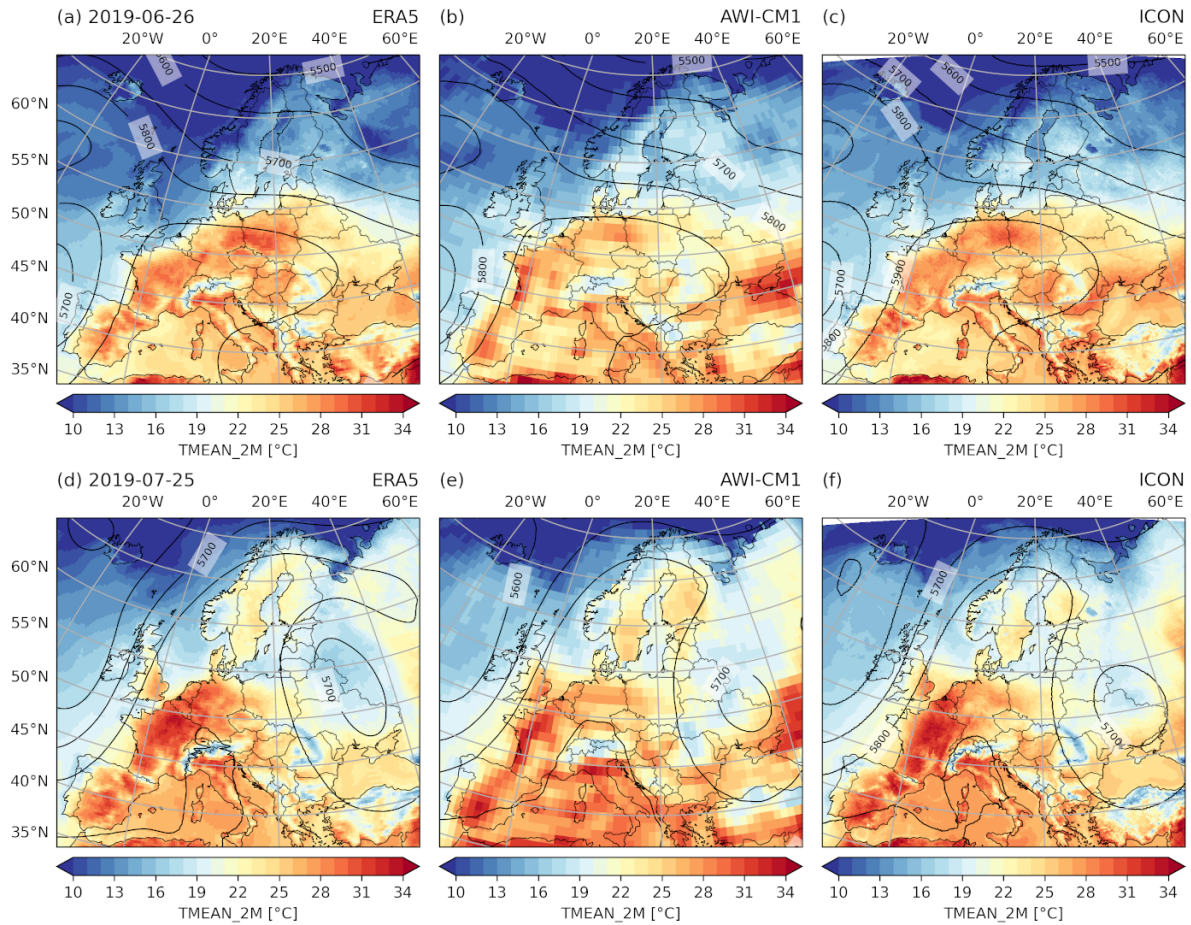 (a) 2019-06-26 ERA5
20°W 0° 20°E 40°E 60°E
60°N
55°N
50°N
45°N
40°N
35°N
5600
5500
5800
5700
5700
10 13 16 19 22 25 28 31 34
TMEAN_2M [°C]
(b) AWI-CM1
20°W 0° 20°E 40°E 60°E
5500
5700
5800
5800
10 13 16 19 22 25 28 31 34
TMEAN_2M [°C]
(c) ICON
20°W 0° 20°E 40°E 60°E
5700
5600
5500
5800
5900
5700
5800
10 13 16 19 22 25 28 31 34
TMEAN_2M [°C]
(d) 2019-07-25 ERA5
20°W 0° 20°E 40°E 60°E
60°N
55°N
50°N
45°N
40°N
35°N
5700
5700
10 13 16 19 22 25 28 31 34
TMEAN_2M [°C]
(e) AWI-CM1
20°W 0° 20°E 40°E 60°E
5600
5700
10 13 16 19 22 25 28 31 34
TMEAN_2M [°C]
(f) ICON
20°W 0° 20°E 40°E 60°E
5700
5800
5700
10 13 16 19 22 25 28 31 34
TMEAN_2M [°C]